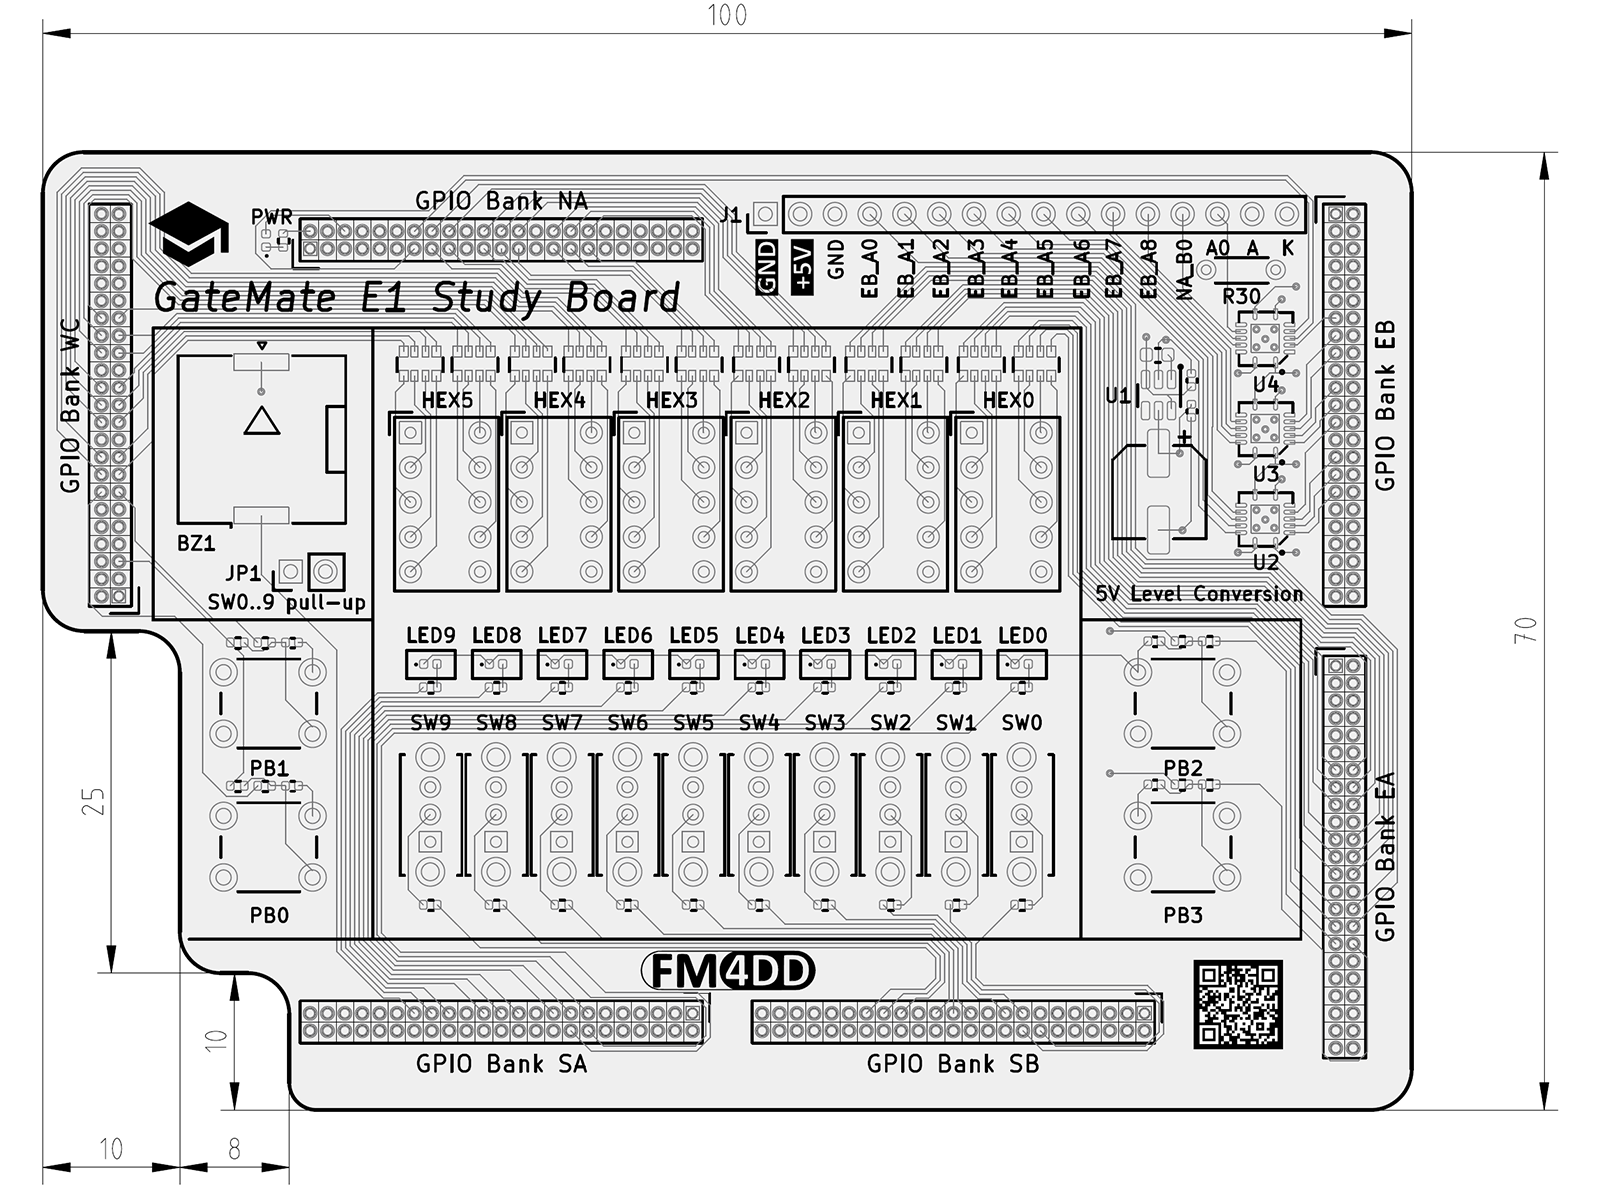 100
GPIO Bank NA
PWR
J1
GND
+5V
GND
EB_A0
EB_A1
EB_A2
EB_A3
EB_A4
EB_A5
EB_A6
EB_A7
EB_A8
NA_B0
A0
A
K
R30
GateMate E1 Study Board
GPIO Bank WC
GPIO Bank EB
HEX5
HEX4
HEX3
HEX2
HEX1
HEX0
U1
+
U4
U3
U2
BZ1
JP1
SW0..9 pull-up
5V Level Conversion
70
LED9
LED8
LED7
LED6
LED5
LED4
LED3
LED2
LED1
LED0
SW9
SW8
SW7
SW6
SW5
SW4
SW3
SW2
SW1
SW0
PB1
PB2
25
GPIO Bank EA
PB0
PB3
FM4DD
10
GPIO Bank SA
GPIO Bank SB
10
8